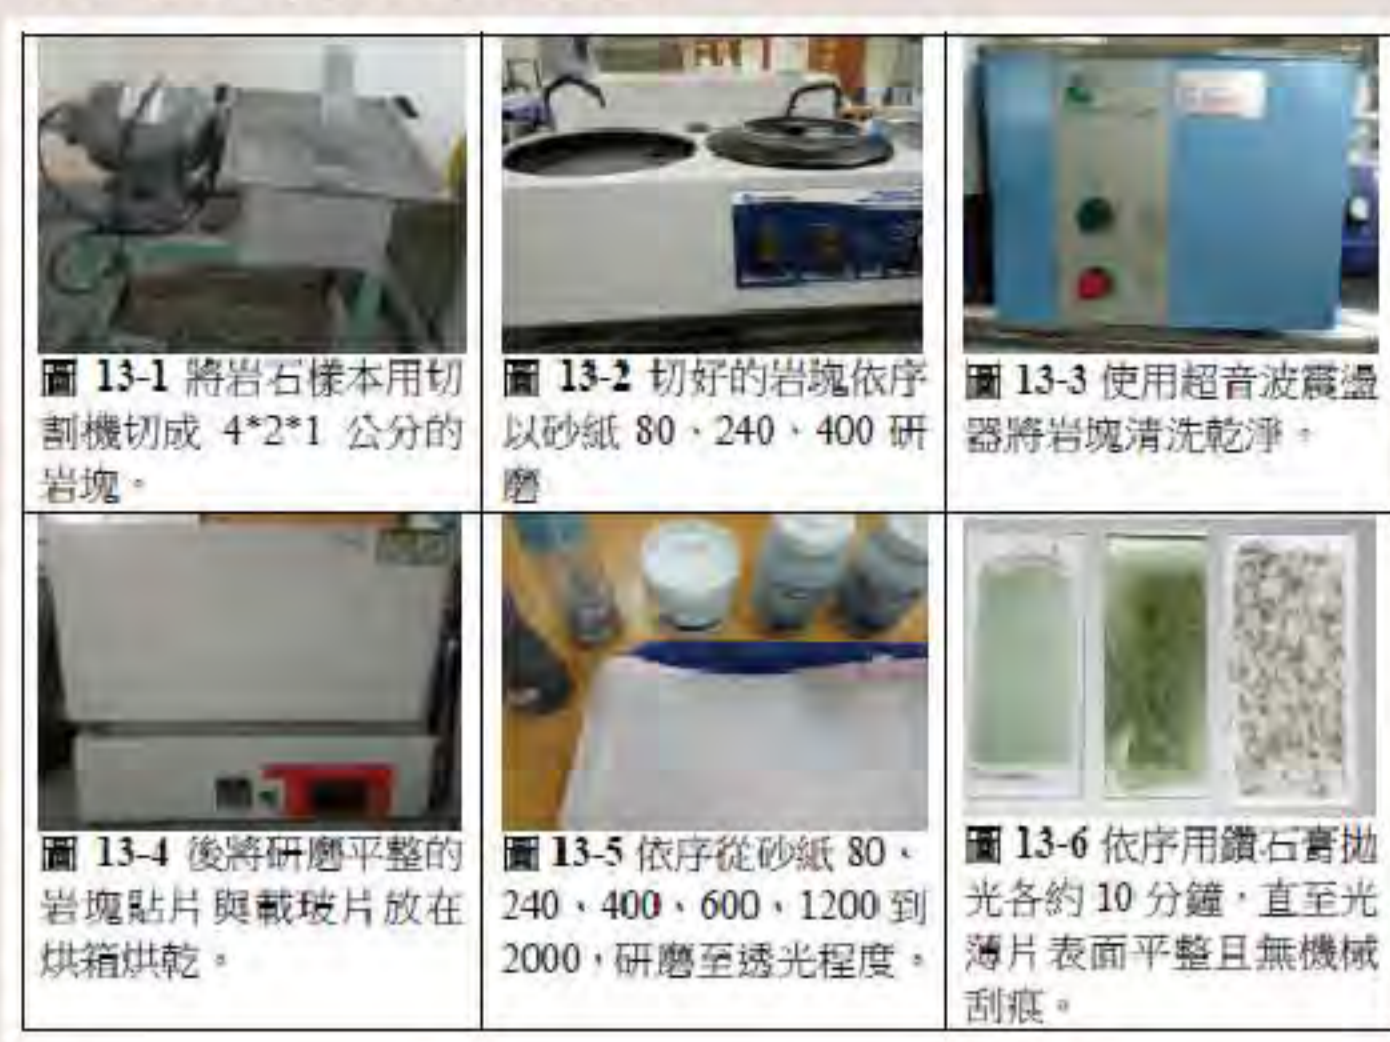 圖 13-1 將岩石樣本用切
割機切成 4*2*1 公分的
岩塊。
圖 13-2 切好的岩塊依序
以砂紙 80、240、400 研
磨
圖 13-3 使用超音波震盪
器將岩塊清洗乾淨。
圖 13-4 後將研磨平整的
岩塊黏片與載玻片放在
烘箱烘乾。
圖 13-5 依序從砂紙 80、
240、400、600、1200 到
2000，研磨至透光程度。
圖 13-6 依序用鑽石膏拋
光各約 10 分鐘，直至光
薄片表面平整且無機械
刮痕。